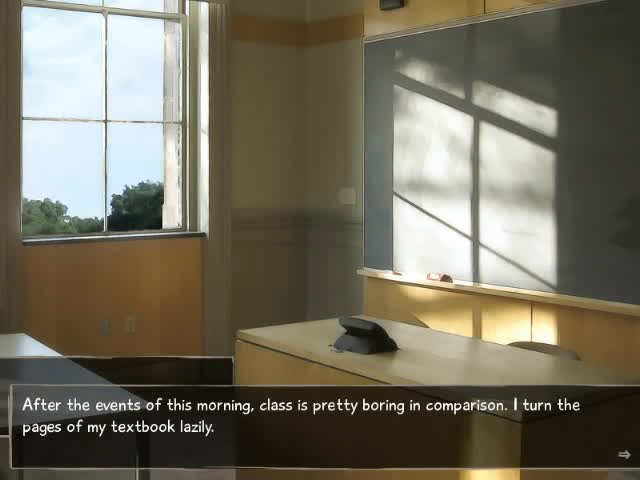 After the events of this morning, class is pretty boring in comparison. I turn the
pages of my textbook lazily.